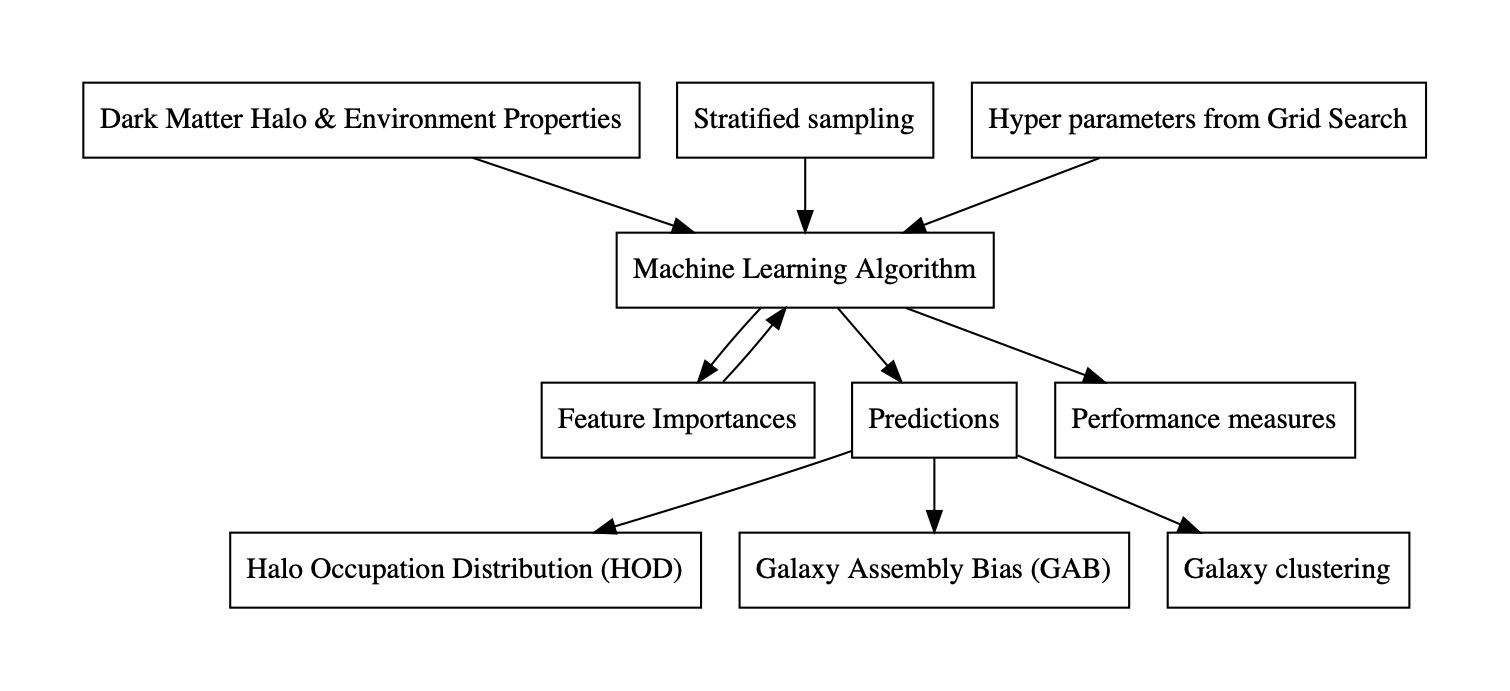 Dark Matter Halo & Environment Properties
Stratified sampling
Hyper parameters from Grid Search
Machine Learning Algorithm
Feature Importances
Predictions
Performance measures
Halo Occupation Distribution (HOD)
Galaxy Assembly Bias (GAB)
Galaxy clustering